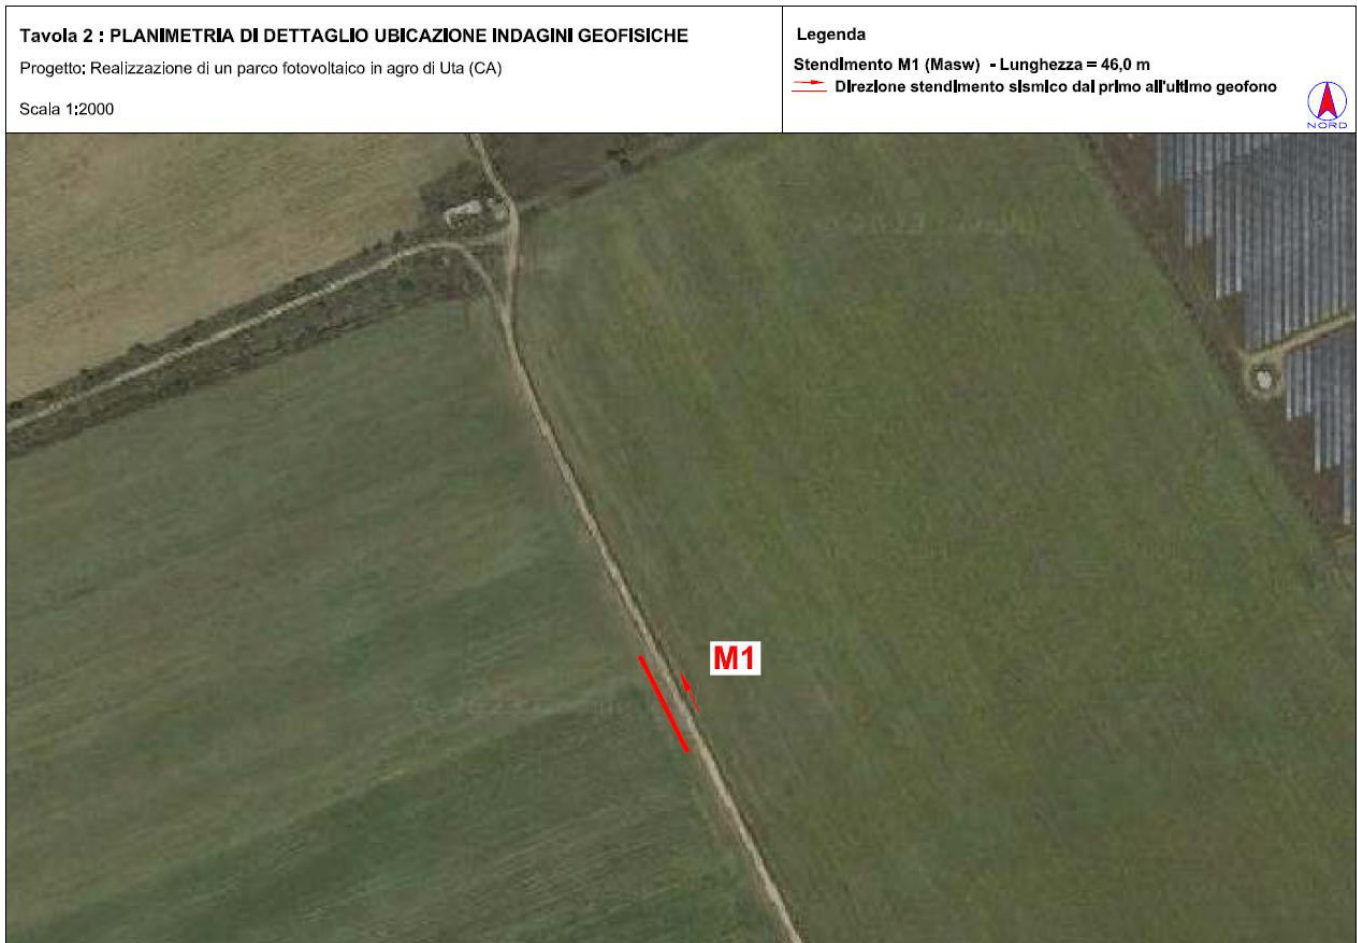 Tavola 2 : PLANIMETRIA DI DETTAGLIO UBICAZIONE INDAGINI GEOFISICHE
Progetto: Realizzazione di un parco fotovoltaico in agro di Uta (CA)
Scala 1:2000
Legenda
Stendimento M1 (Masw) - Lunghezza = 46,0 m
Direzione stendimento sismico dal primo all'ultimo geofono
NORD
M1